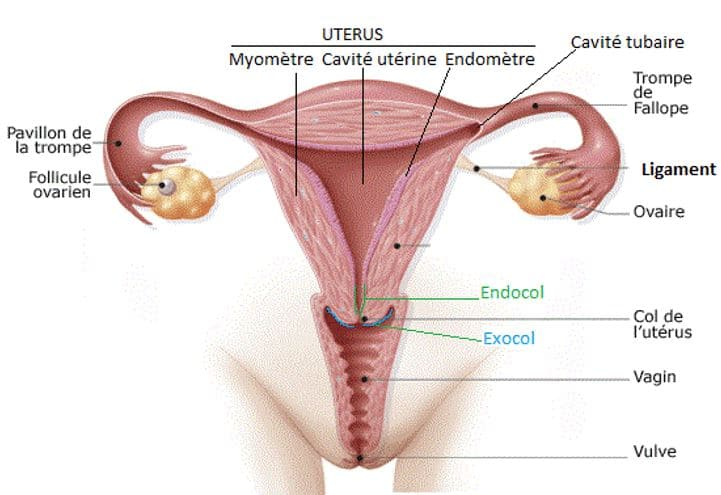 UTERUS
Myomètre Cavité utérine Endomètre
Cavité tubaire
Trompe
de
Fallope
Pavillon de
la trompe
Follicule
ovarien
Ligament
Ovaire
Endocol
Col de
l'utérus
Exocol
Vagin
Vulve